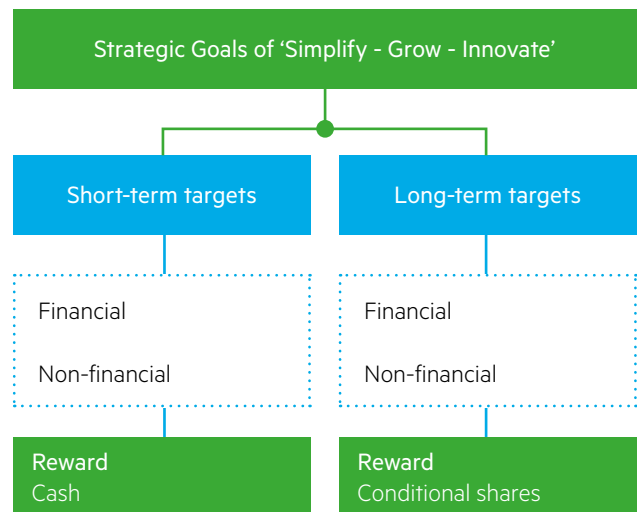 Strategic Goals of ‘Simplify - Grow - Innovate’
Short-term targets
Financial
Non-financial
Reward
Cash
Long-term targets
Financial
Non-financial
Reward
Conditional shares